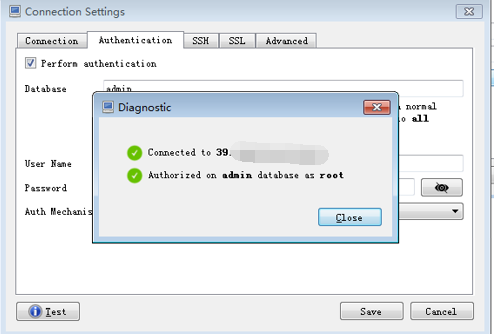 Connection Settings
Connection Authentication SSH SSL Advanced
Perform authentication
Database admin
Diagnostic
normal
all
Connected to 39.
Authorized on admin database as root
User Name
Password
Auth Mechanis
Close
Test Save Cancel